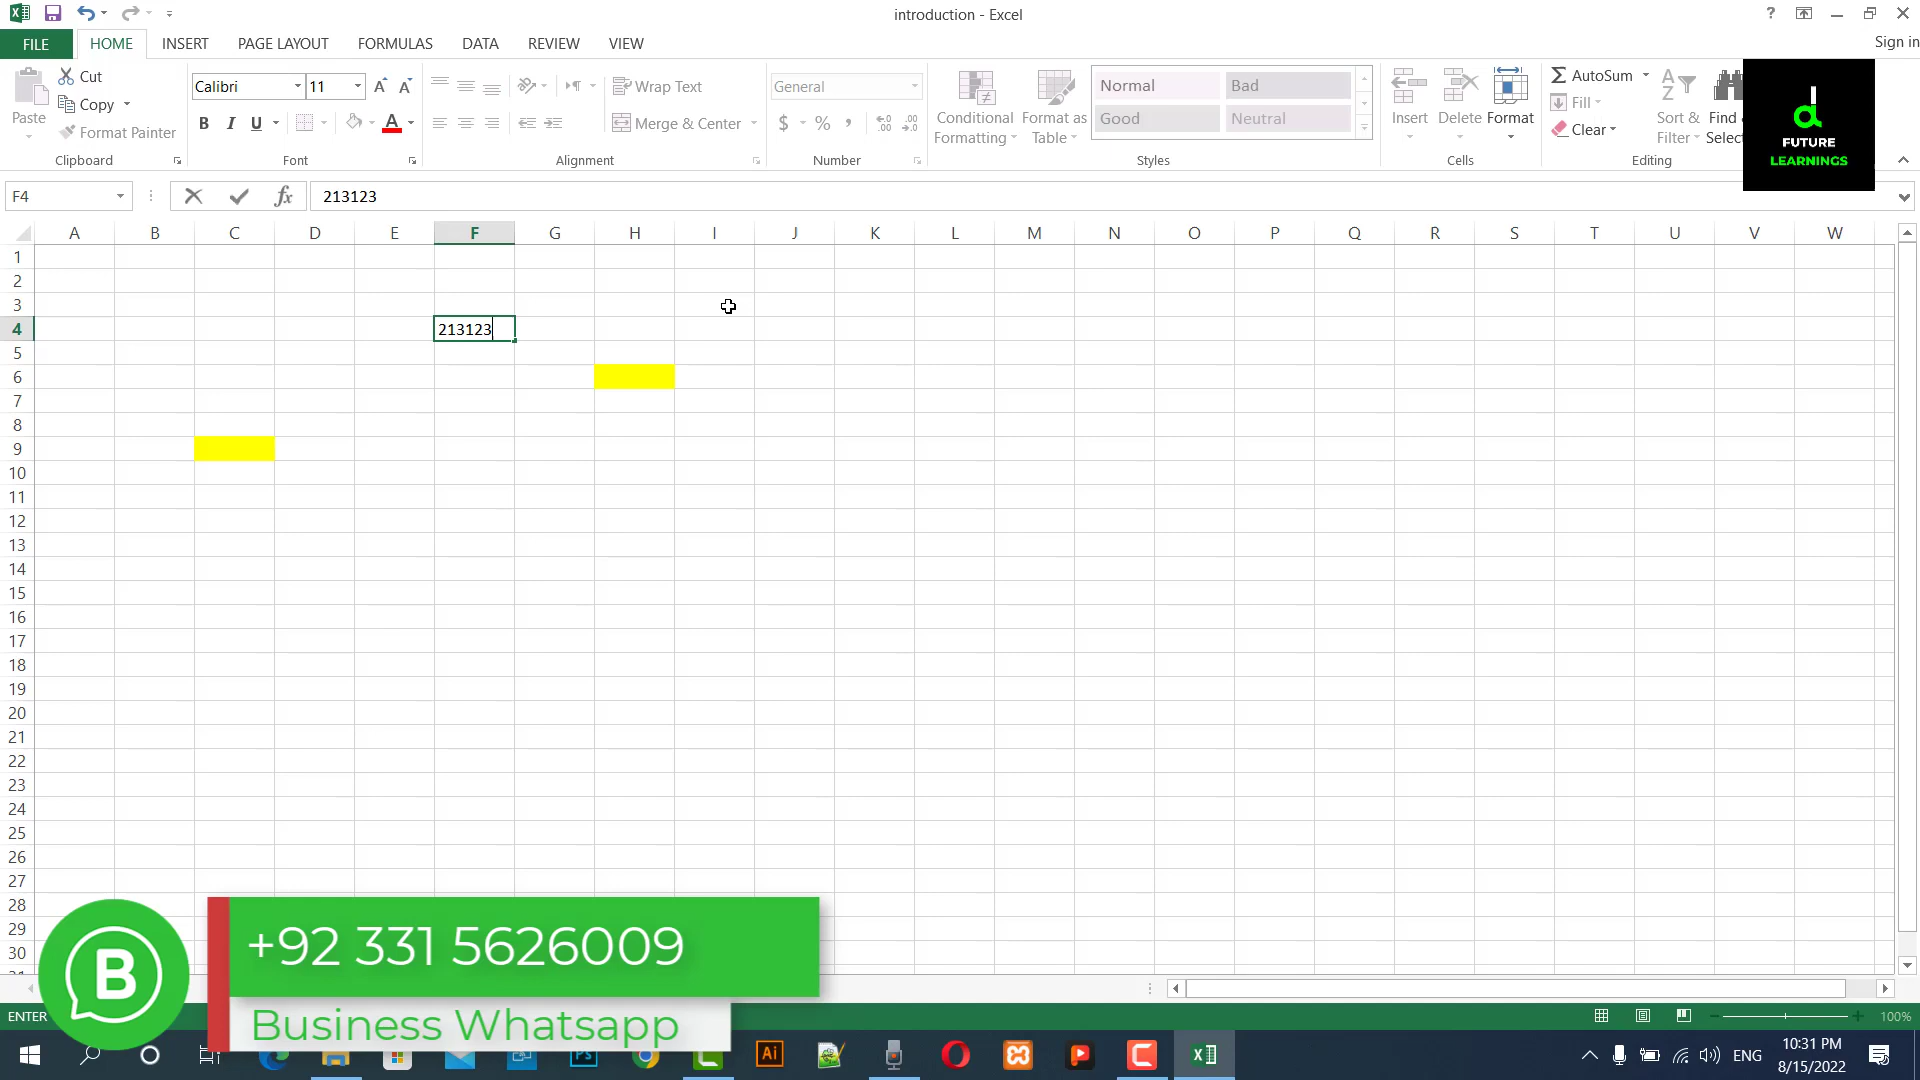 introduction - Excel
?
FILE HOME INSERT PAGE LAYOUT FORMULAS DATA REVIEW VIEW
Sign in
Paste
Cut
Copy
Format Painter
Clipboard
Calibri 11 A A
B I U A
Font
Wrap Text
Merge & Center
Alignment
General
$ % ,
Number
Conditional
Formatting
Format as
Table
Normal Bad
Good Neutral
Styles
Insert Delete Format
Cells
AutoSum
Fill
Clear
Sort &
Filter
Find
Select
Editing
FUTURE
LEARNINGS
F4 fx 213123
A B C D E F G H I J K L M N O P Q R S T U V W
1
2
3
4 213123
5
6
7
8
9
10
11
12
13
14
15
16
17
18
19
20
21
22
23
24
25
26
27
28
29
30
B
+92 331 5626009
Business Whatsapp
ENTER
100%
Ps
Ai
ENG
10:31 PM
8/15/2022